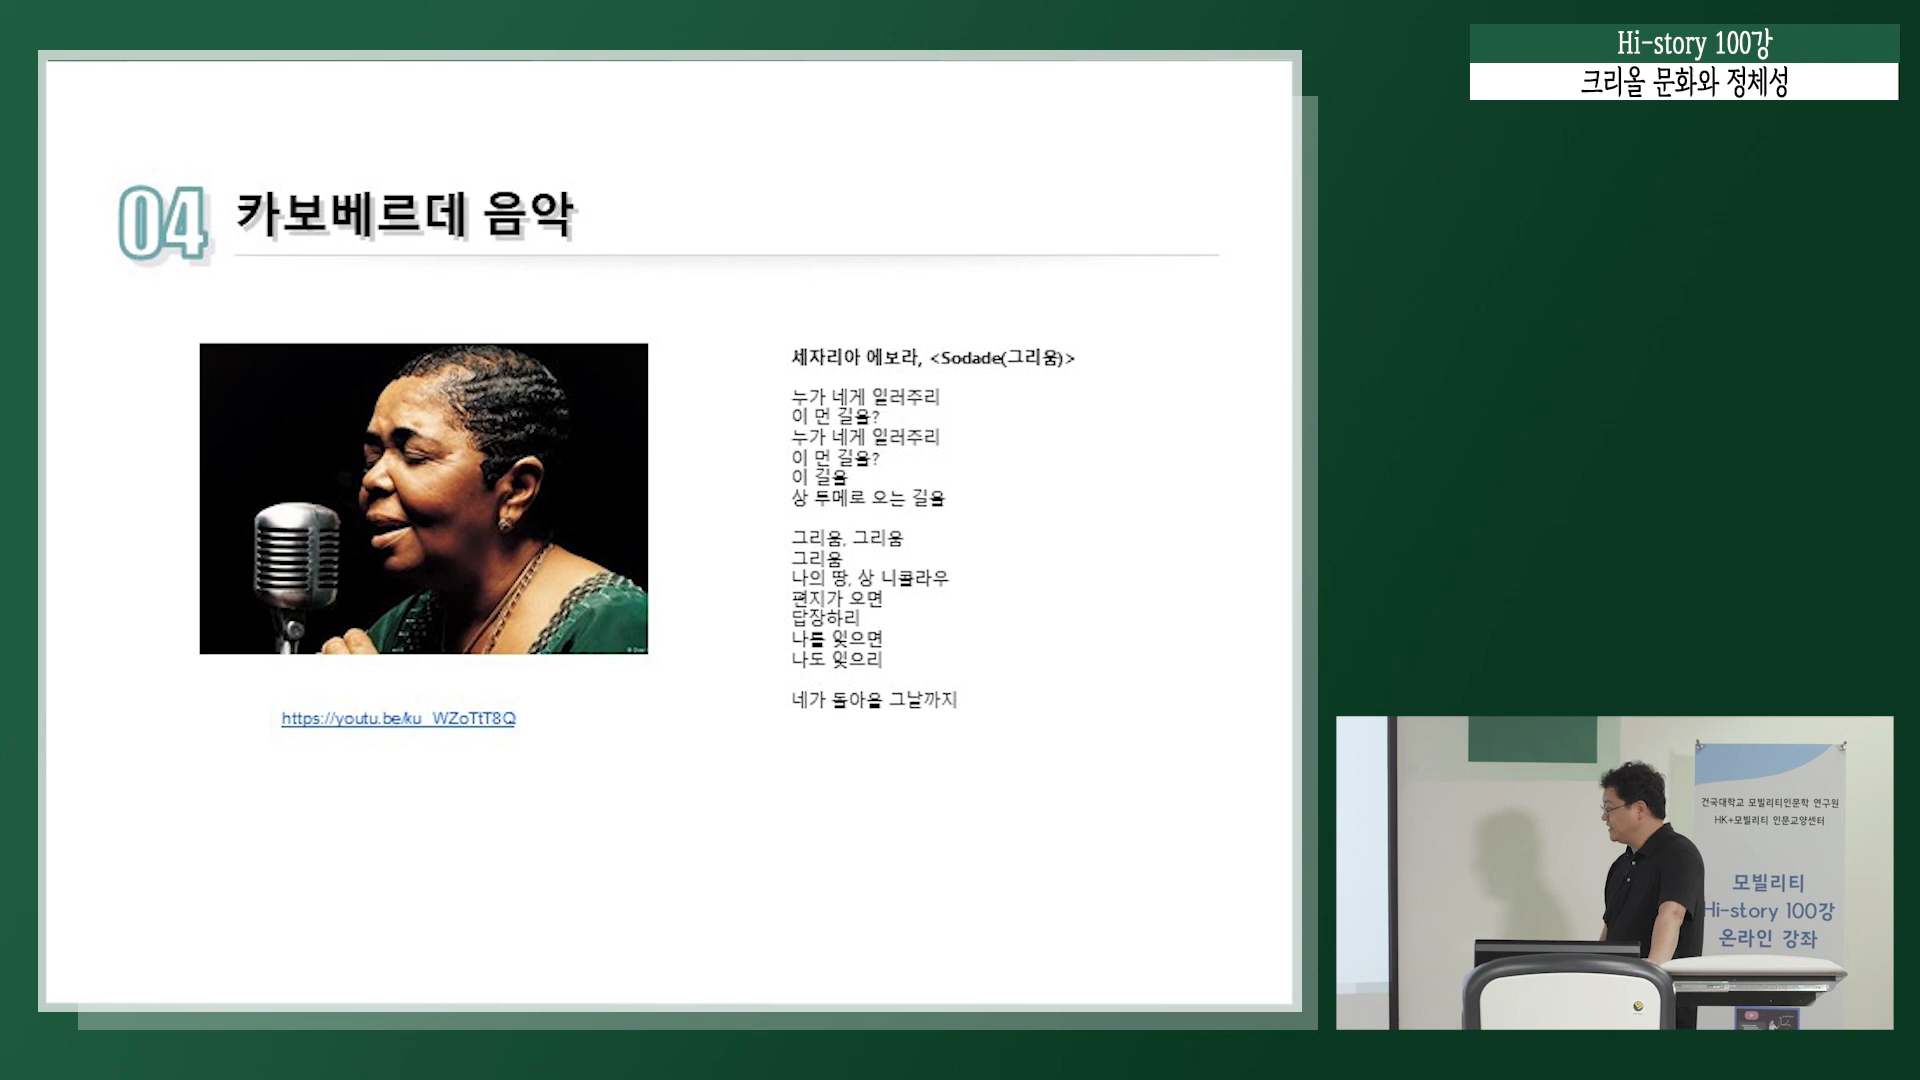 Hi-story 100강
크리올 문화와 정체성
04 카보베르데 음악
세자리아 에보라, <Sodade(그리움)>
누가 네게 일러주리
이 먼 길을?
누가 네게 일러주리
이 먼 길을?
이 길을
상 투메로 오는 길을
그리움, 그리움
그리움
나의 땅, 상 니콜라우
편지가 오면
답장하리
나를 잊으면
나도 잊으리
네가 돌아올 그날까지
https://youtu.be/ku_WZoTtT8Q
건국대학교 모빌리티인문학 연구원
HK+모빌리티 인문교양센터
모빌리티
Hi-story 100강
온라인 강좌